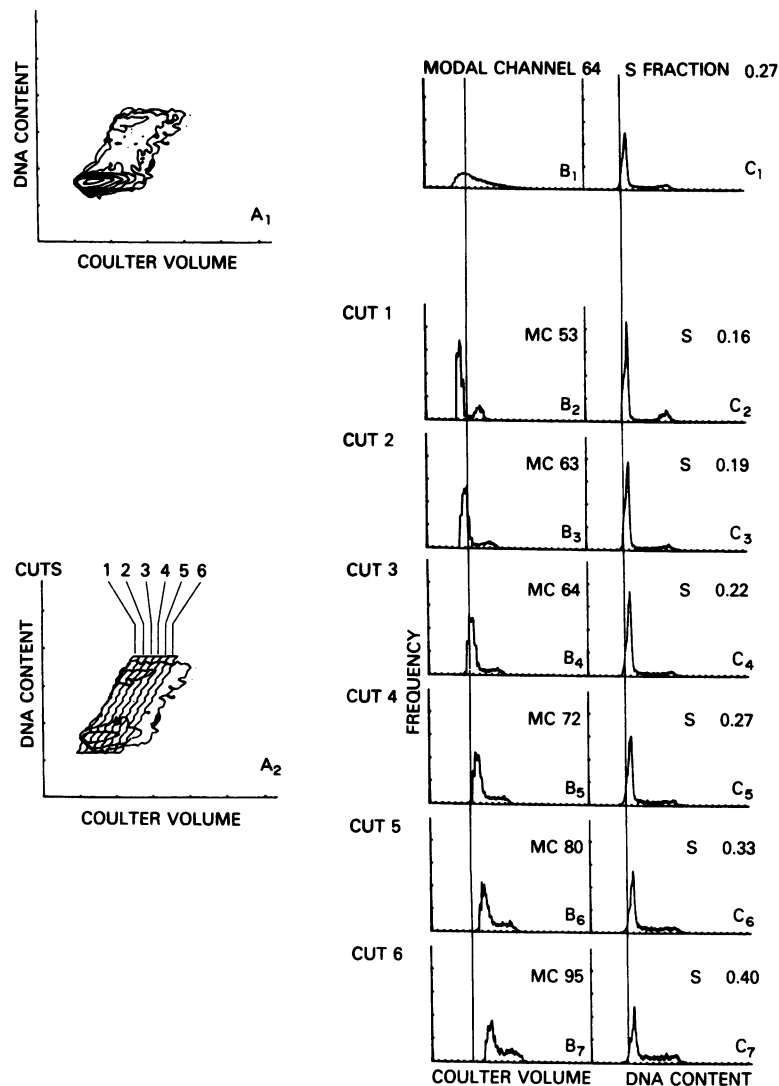 DNA CONTENT
A1
COULTER VOLUME
MODAL CHANNEL 64 S FRACTION 0.27
B1 C1
CUT 1
MC 53 S 0.16
B2 C2
CUT 2
MC 63 S 0.19
B3 C3
CUT 3
MC 64 S 0.22
B4 C4
CUT 4
MC 72 S 0.27
B5 C5
CUT 5
MC 80 S 0.33
B6 C6
CUT 6
MC 95 S 0.40
B7 C7
FREQUENCY
COULTER VOLUME DNA CONTENT
CUTS 1 2 3 4 5 6
DNA CONTENT
A2
COULTER VOLUME